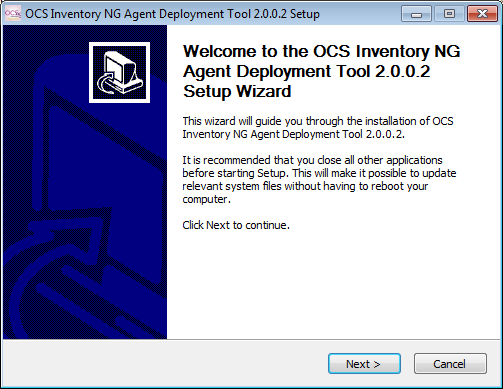 OCS Inventory NG Agent Deployment Tool 2.0.0.2 Setup
Welcome to the OCS Inventory NG
Agent Deployment Tool 2.0.0.2
Setup Wizard
This wizard will guide you through the installation of OCS
Inventory NG Agent Deployment Tool 2.0.0.2.
It is recommended that you close all other applications
before starting Setup. This will make it possible to update
relevant system files without having to reboot your
computer.
Click Next to continue.
Next >
Cancel